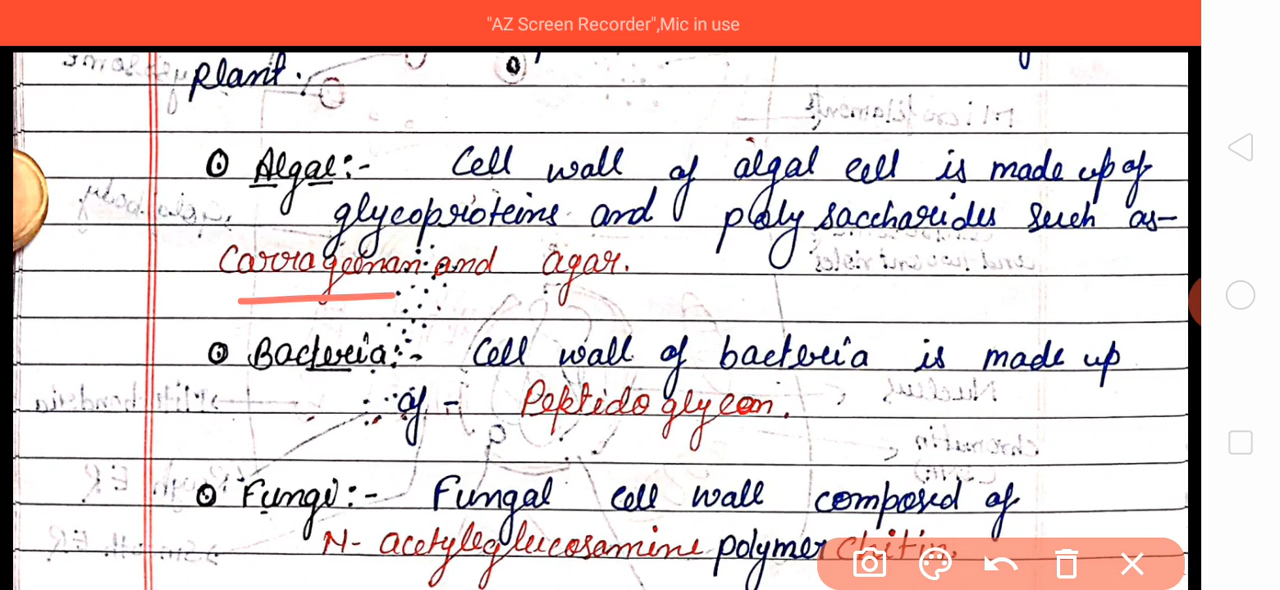 "AZ Screen Recorder",Mic in use
plant.
Algae:- Cell wall of algal cell is made up of
glycoproteins and polysaccharides such as-
Carrageenan and agar.
Bacteria:- Cell wall of bacteria is made up
of - Peptidoglycan.
Fungi:- Fungal cell wall composed of
N-acetyleglucosamine polymer chitin.